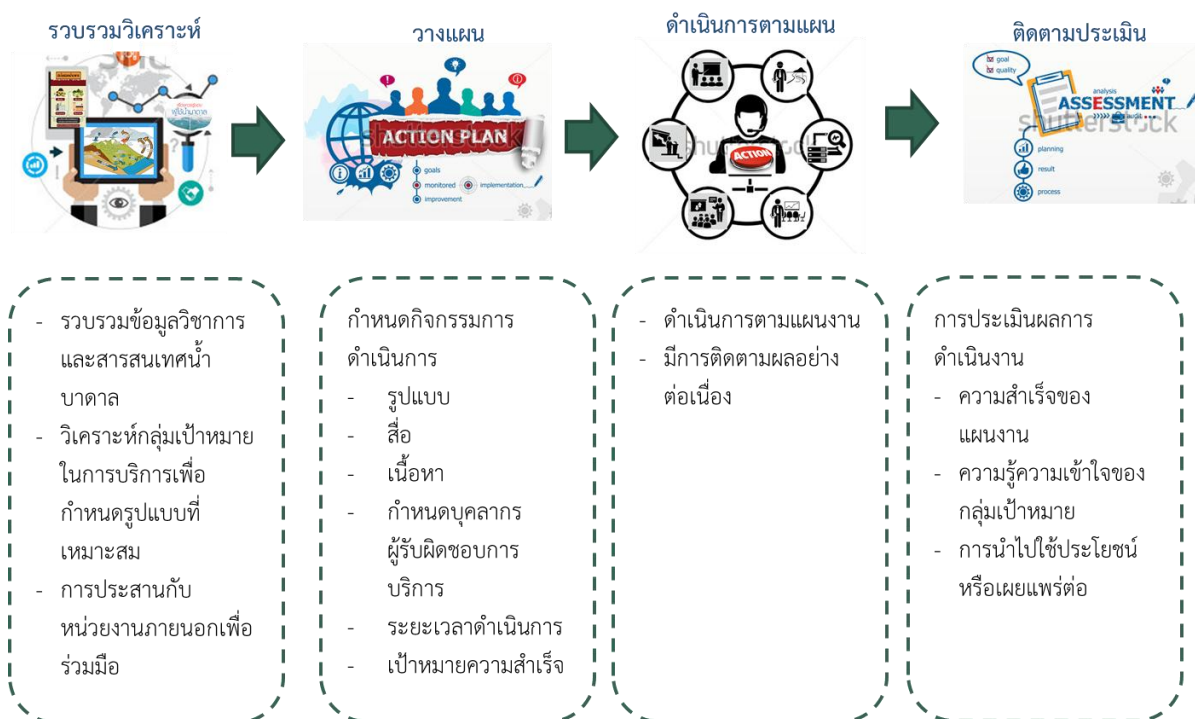 รวบรวมวิเคราะห์
วางแผน
ดำเนินการตามแผน
ติดตามประเมิน
ผู้ใช้น้ำบาดาล
ACTION PLAN
goals
monitored
implementation
improvement
ACTION
goal
quality
analysis
ASSESSMENT
audit
shutterstock
planning
result
process
- รวบรวมข้อมูลวิชาการ
และสารสนเทศน้ำ
บาดาล
- วิเคราะห์กลุ่มเป้าหมาย
ในการบริการเพื่อ
กำหนดรูปแบบที่
เหมาะสม
- การประสานกับ
หน่วยงานภายนอกเพื่อ
ร่วมมือ
กำหนดกิจกรรมการ
ดำเนินการ
- รูปแบบ
- สื่อ
- เนื้อหา
- กำหนดบุคลากร
ผู้รับผิดชอบการ
บริการ
- ระยะเวลาดำเนินการ
- เป้าหมายความสำเร็จ
- ดำเนินการตามแผนงาน
- มีการติดตามผลอย่าง
ต่อเนื่อง
การประเมินผลการ
ดำเนินงาน
- ความสำเร็จของ
แผนงาน
- ความรู้ความเข้าใจของ
กลุ่มเป้าหมาย
- การนำไปใช้ประโยชน์
หรือเผยแพร่ต่อ